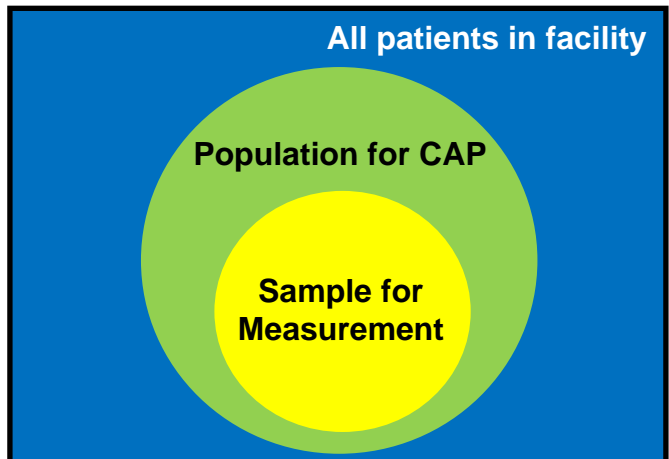 All patients in facility
Population for CAP
Sample for
Measurement